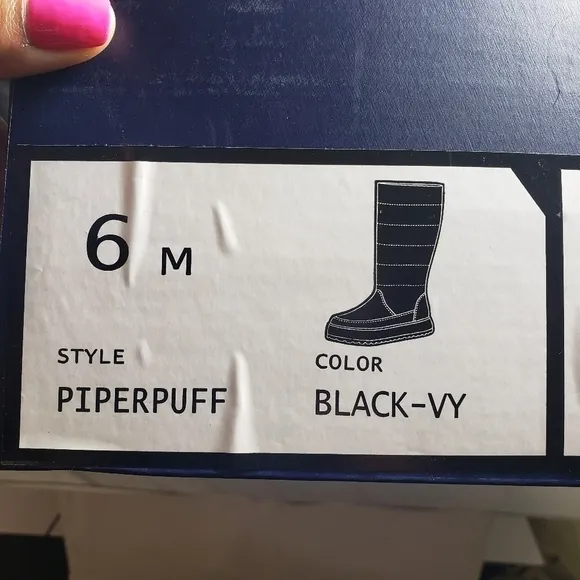 6 M
STYLE
PIPERPUFF
COLOR
BLACK-VY